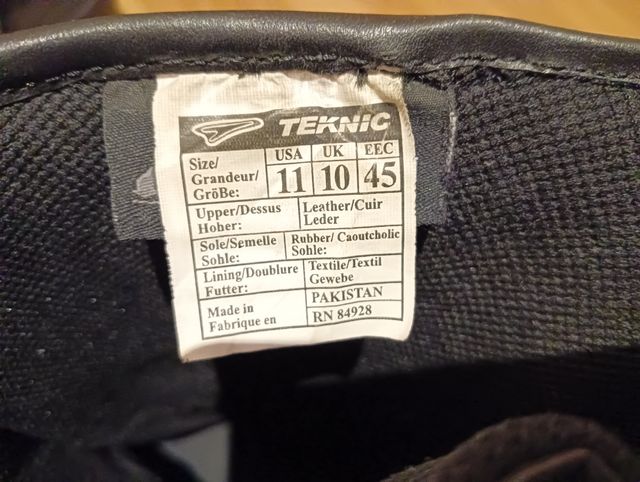 TEKNIC
Size/ USA UK EEC
Grandeur/
GröBe: 11 10 45
Upper/Dessus Leather/Cuir
Hoher: Leder
Sole/Semelle Rubber/ Caoutcholic
Sohle: Sohle:
Lining/Doublure Textile/Textil
Futter: Gewebe
Made in PAKISTAN
Fabrique en RN 84928